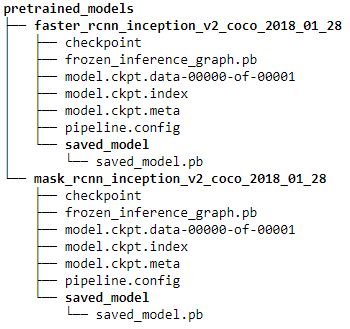 pretrained_models
├── faster_rcnn_inception_v2_coco_2018_01_28
│   ├── checkpoint
│   ├── frozen_inference_graph.pb
│   ├── model.ckpt.data-00000-of-00001
│   ├── model.ckpt.index
│   ├── model.ckpt.meta
│   ├── pipeline.config
│   └── saved_model
│       └── saved_model.pb
└── mask_rcnn_inception_v2_coco_2018_01_28
    ├── checkpoint
    ├── frozen_inference_graph.pb
    ├── model.ckpt.data-00000-of-00001
    ├── model.ckpt.index
    ├── model.ckpt.meta
    ├── pipeline.config
    └── saved_model
        └── saved_model.pb